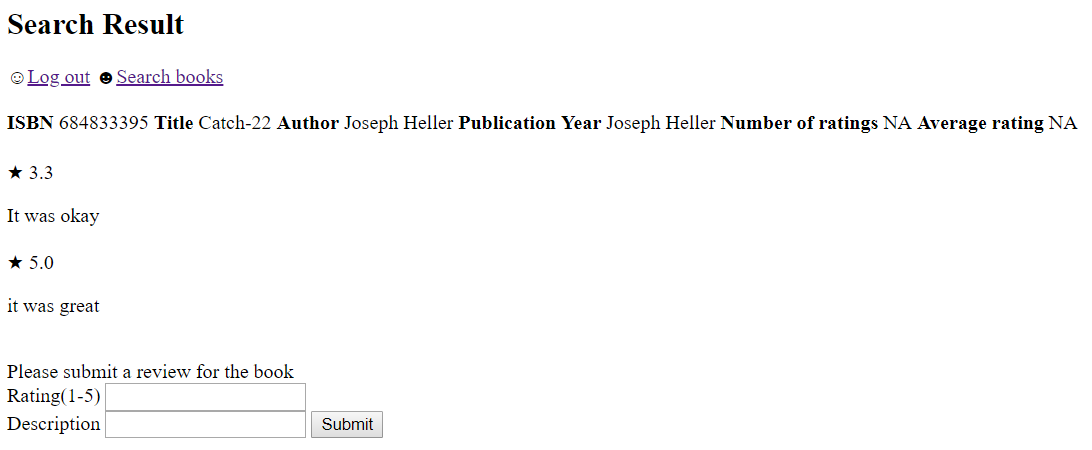 Search Result
☺Log out ☻Search books
ISBN 684833395 Title Catch-22 Author Joseph Heller Publication Year Joseph Heller Number of ratings NA Average rating NA
★ 3.3
It was okay
★ 5.0
it was great
Please submit a review for the book
Rating(1-5)
Description Submit